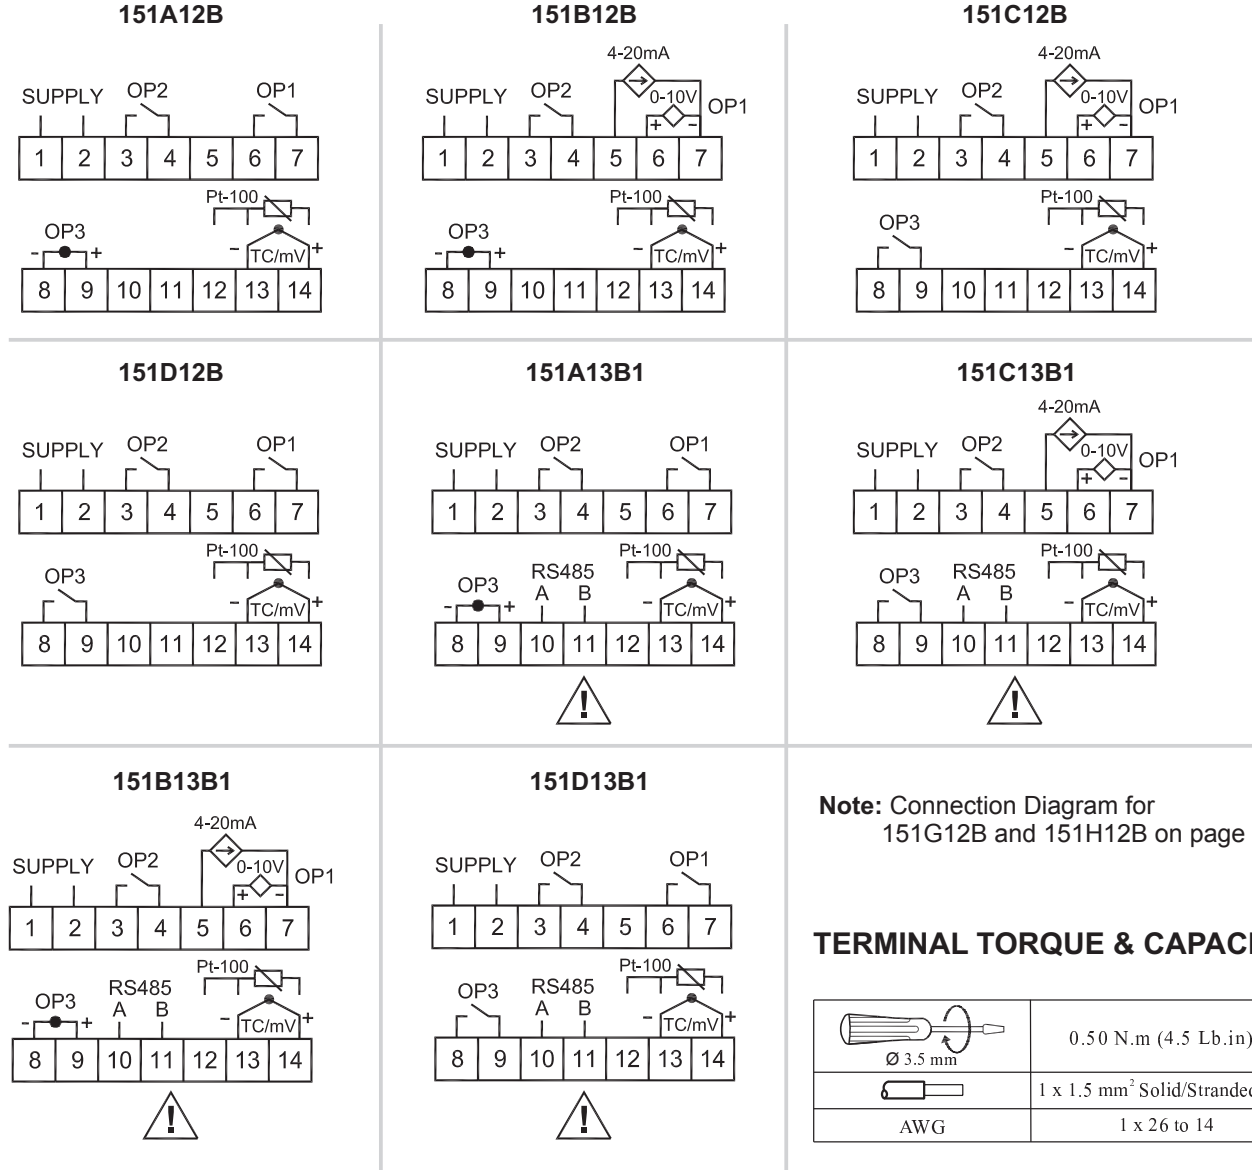 151A12B
SUPPLY OP2 OP1
1 2 3 4 5 6 7
Pt-100
OP3
- + - TC/mV +
8 9 10 11 12 13 14
151B12B
4-20mA
SUPPLY OP2 0-10V OP1
+ -
1 2 3 4 5 6 7
Pt-100
OP3
- + - TC/mV +
8 9 10 11 12 13 14
151C12B
4-20mA
SUPPLY OP2 0-10V OP1
+ -
1 2 3 4 5 6 7
Pt-100
OP3
- TC/mV +
8 9 10 11 12 13 14
151D12B
SUPPLY OP2 OP1
1 2 3 4 5 6 7
Pt-100
OP3
- TC/mV +
8 9 10 11 12 13 14
151A13B1
SUPPLY OP2 OP1
1 2 3 4 5 6 7
Pt-100
OP3 RS485
A B
- + - TC/mV +
8 9 10 11 12 13 14
!
151C13B1
4-20mA
SUPPLY OP2 0-10V OP1
+ -
1 2 3 4 5 6 7
Pt-100
OP3 RS485
A B
- TC/mV +
8 9 10 11 12 13 14
!
151B13B1
4-20mA
SUPPLY OP2 0-10V OP1
+ -
1 2 3 4 5 6 7
Pt-100
OP3 RS485
A B
- + - TC/mV +
8 9 10 11 12 13 14
!
151D13B1
SUPPLY OP2 OP1
1 2 3 4 5 6 7
Pt-100
OP3 RS485
A B
- TC/mV +
8 9 10 11 12 13 14
!
Note: Connection Diagram for
151G12B and 151H12B on page
TERMINAL TORQUE & CAPACI
Ø 3.5 mm 0.50 N.m (4.5 Lb.in)
1 x 1.5 mm² Solid/Stranded
AWG 1 x 26 to 14